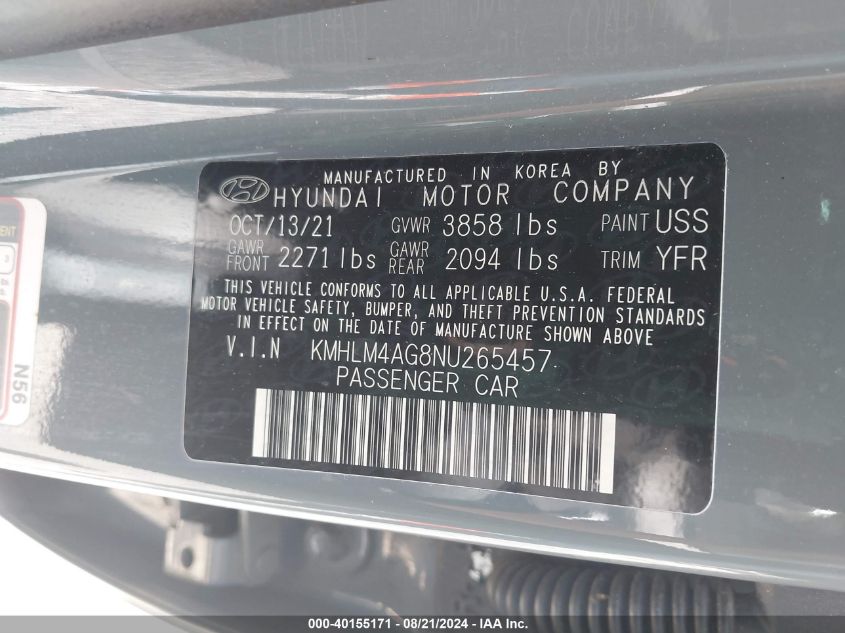 MANUFACTURED IN KOREA BY
HYUNDAI MOTOR COMPANY
OCT/13/21 GVWR 3858 lbs PAINT USS
GAWR FRONT 2271 lbs GAWR REAR 2094 lbs TRIM YFR
THIS VEHICLE CONFORMS TO ALL APPLICABLE U.S.A. FEDERAL
MOTOR VEHICLE SAFETY, BUMPER, AND THEFT PREVENTION STANDARDS
IN EFFECT ON THE DATE OF MANUFACTURE SHOWN ABOVE
V.I.N KMHLM4AG8NU265457
PASSENGER CAR
N56
000-40155171 - 08/21/2024 - IAA Inc.